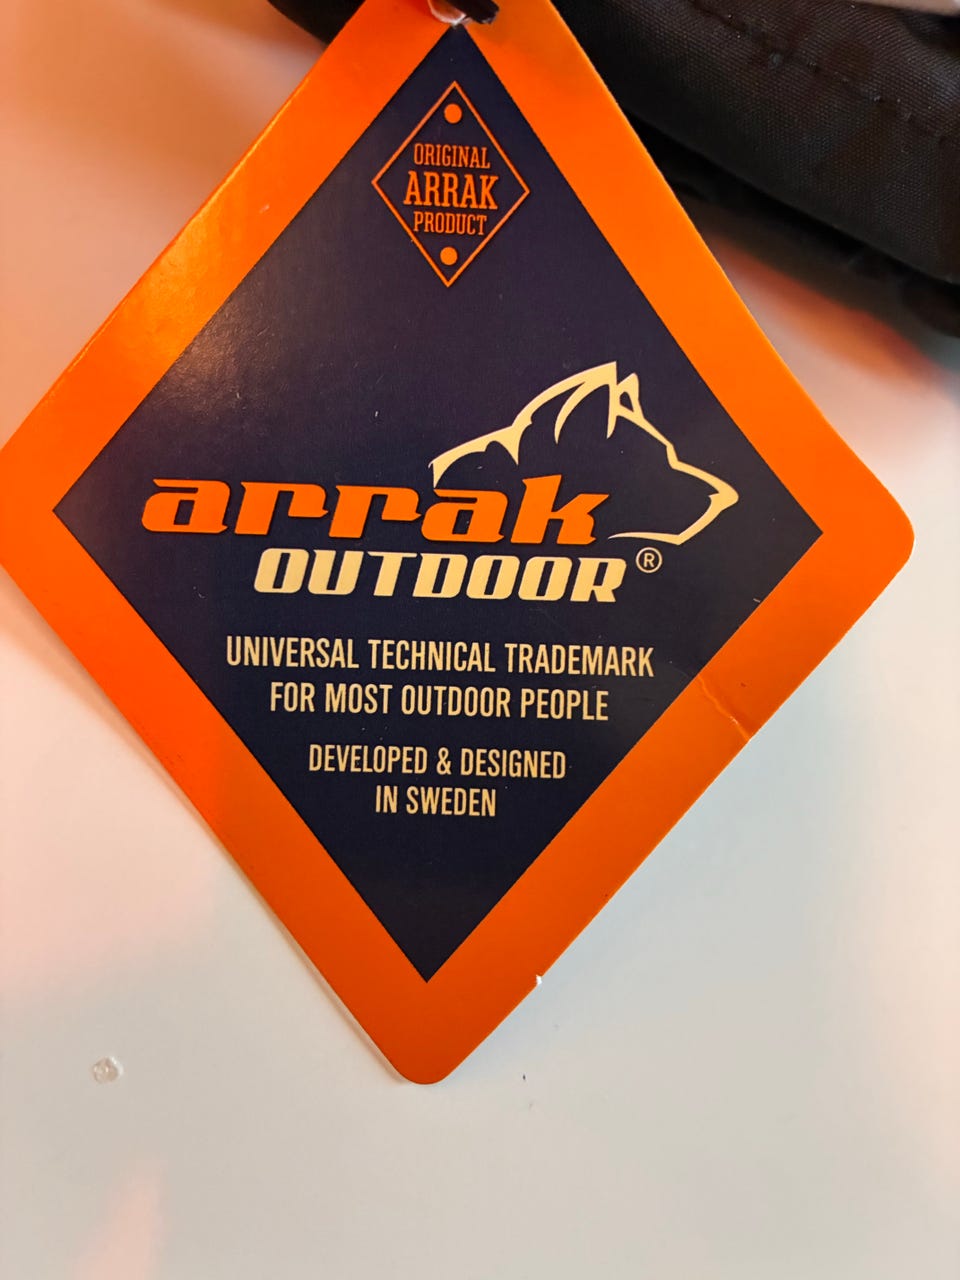 ORIGINAL
ARRAK
PRODUCT
arrak
OUTDOOR®
UNIVERSAL TECHNICAL TRADEMARK
FOR MOST OUTDOOR PEOPLE
DEVELOPED & DESIGNED
IN SWEDEN